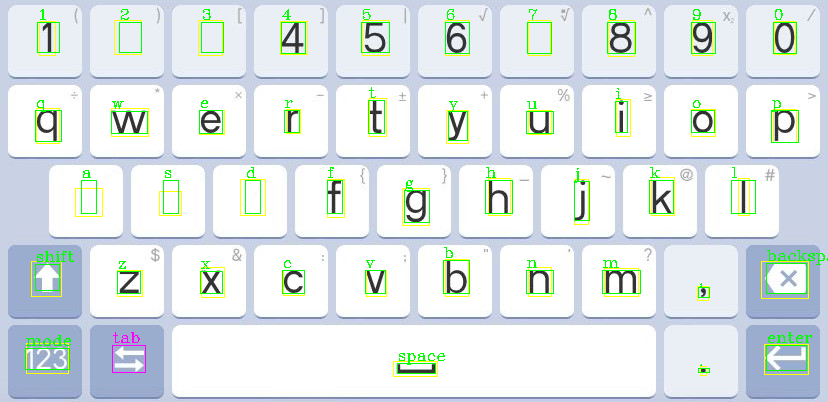 1 2 3 4 5 6 7 8 9 0
( ) [ ] | √ ∛ ^ x₂ /
1 4 5 6 8 9 0
q w e r t y u i o p
÷ * × − ± + % ≥ >
q w e r t y u i o p
a s d f g h j k l
{ } _ ~ @ #
f g h j k l
shift z x c v b n m backsp
$ & : ; " ' ?
z x c v b n m ,
mode tab space enter
123 .